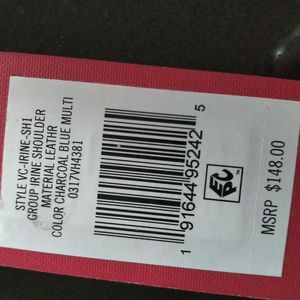 STYLE VC-IRINE-SH1
GROUP IRINE SHOULDER
MATERIAL LEATHR
COLOR CHARCOAL BLUE MULTI
0317VH4381
1 91644 95242 5
EPC
MSRP $148.00